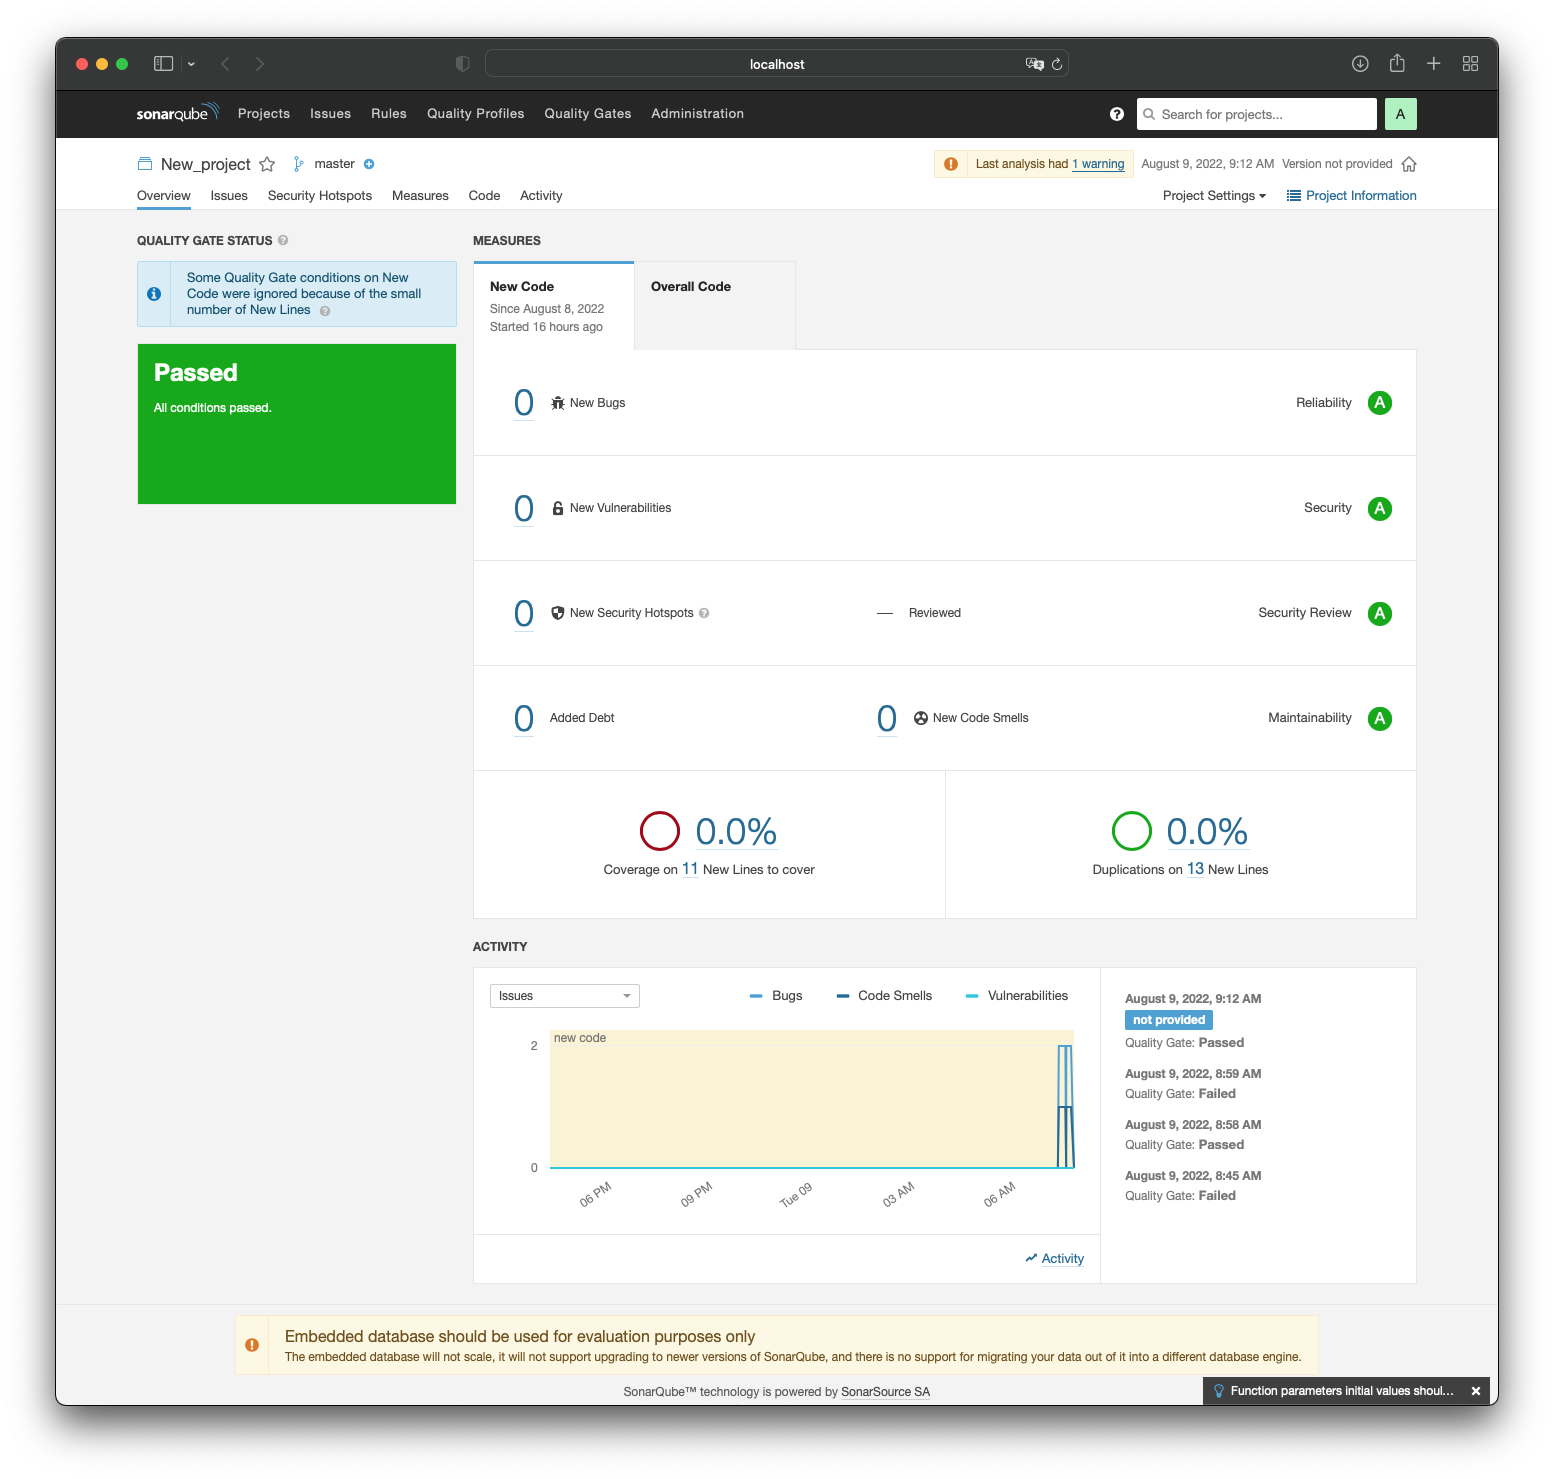 localhost
sonarqube
Projects Issues Rules Quality Profiles Quality Gates Administration
Search for projects...
A
New_project
master
Last analysis had 1 warning
August 9, 2022, 9:12 AM Version not provided
Overview Issues Security Hotspots Measures Code Activity
Project Settings
Project Information
QUALITY GATE STATUS
Some Quality Gate conditions on New
Code were ignored because of the small
number of New Lines
Passed
All conditions passed.
MEASURES
New Code
Since August 8, 2022
Started 16 hours ago
Overall Code
0 New Bugs
Reliability A
0 New Vulnerabilities
Security A
0 New Security Hotspots
— Reviewed
Security Review A
0 Added Debt
0 New Code Smells
Maintainability A
0.0%
Coverage on 11 New Lines to cover
0.0%
Duplications on 13 New Lines
ACTIVITY
Issues
Bugs Code Smells Vulnerabilities
new code
2
0
06 PM 09 PM Tue 09 03 AM 06 AM
Activity
August 9, 2022, 9:12 AM
not provided
Quality Gate: Passed
August 9, 2022, 8:59 AM
Quality Gate: Failed
August 9, 2022, 8:58 AM
Quality Gate: Passed
August 9, 2022, 8:45 AM
Quality Gate: Failed
Embedded database should be used for evaluation purposes only
The embedded database will not scale, it will not support upgrading to newer versions of SonarQube, and there is no support for migrating your data out of it into a different database engine.
SonarQube™ technology is powered by SonarSource SA
Function parameters initial values shoul...